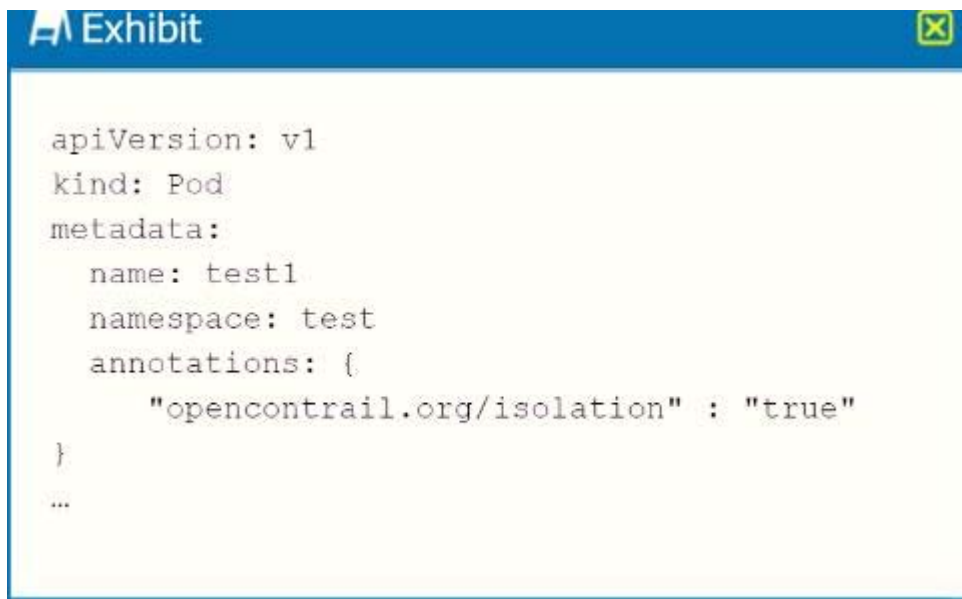 Exhibit
apiVersion: v1
kind: Pod
metadata:
  name: test1
  namespace: test
  annotations: {
      "opencontrail.org/isolation" : "true"
}
…